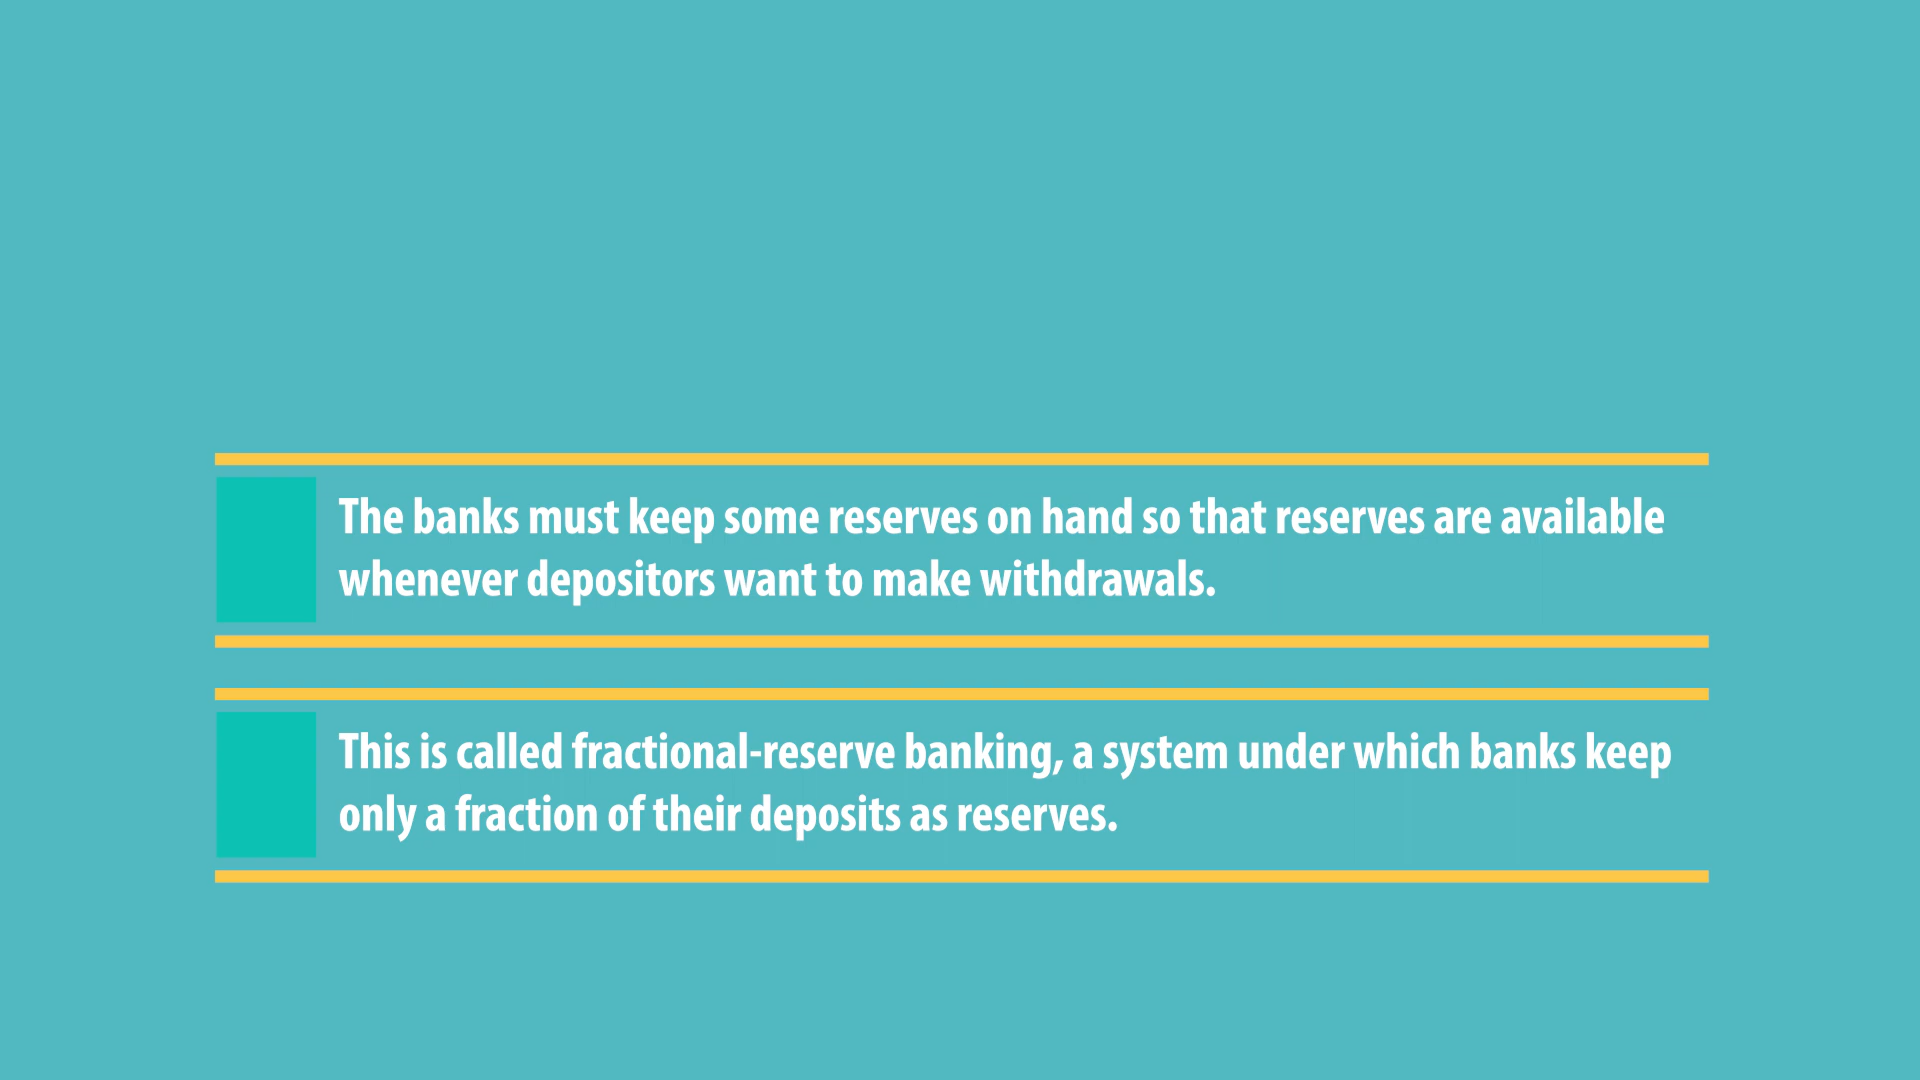 The banks must keep some reserves on hand so that reserves are available
whenever depositors want to make withdrawals.
This is called fractional-reserve banking, a system under which banks keep
only a fraction of their deposits as reserves.